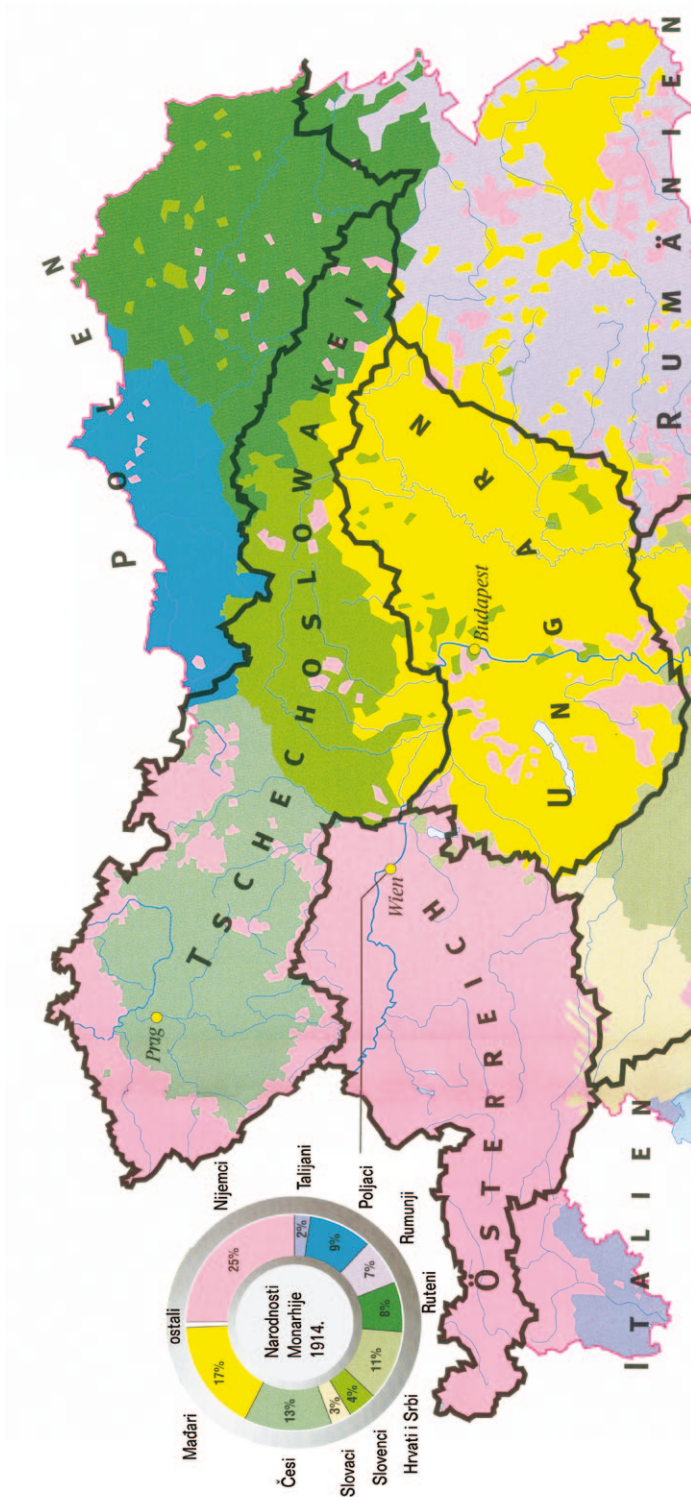 POLEN
TSCHECHOSLOWAKEI
Prag
Wien
ÖSTERREICH
UNGARN
Budapest
RUMÄNIEN
ITALIEN
Narodnosti
Monarhije
1914.
ostali
Nijemci
25%
Talijani
2%
Poljaci
9%
Rumunji
7%
Ruteni
8%
Hrvati i Srbi
11%
Slovenci
4%
Slovaci
3%
Česi
13%
Mađari
17%